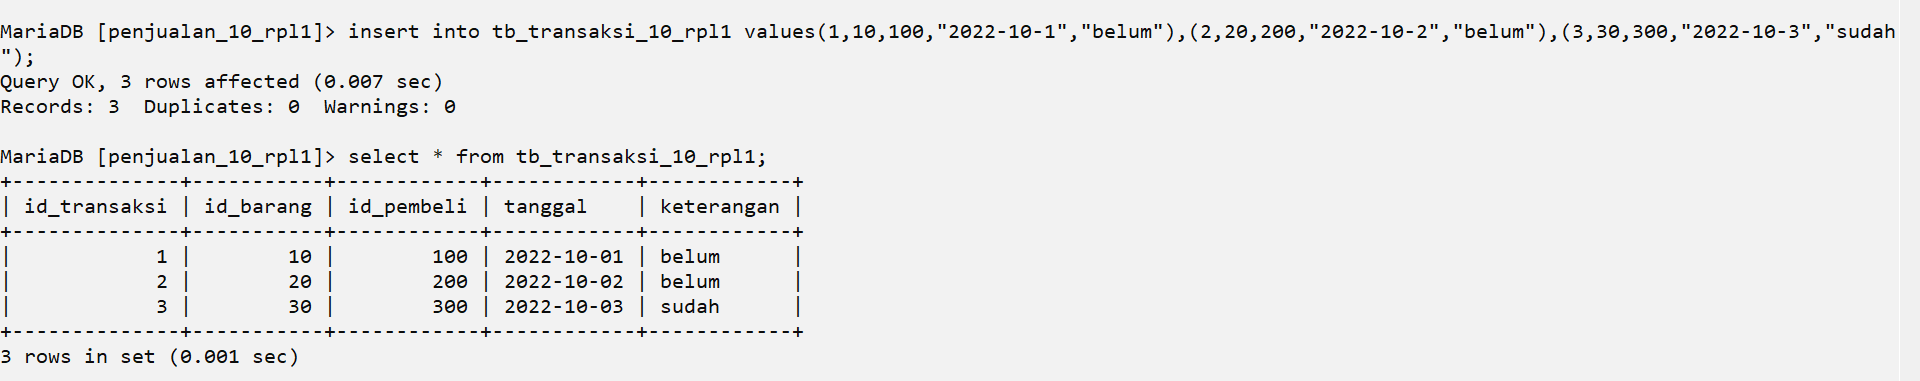 MariaDB [penjualan_10_rpl1]> insert into tb_transaksi_10_rpl1 values(1,10,100,"2022-10-1","belum"),(2,20,200,"2022-10-2","belum"),(3,30,300,"2022-10-3","sudah
");
Query OK, 3 rows affected (0.007 sec)
Records: 3  Duplicates: 0  Warnings: 0

MariaDB [penjualan_10_rpl1]> select * from tb_transaksi_10_rpl1;
+--------------+-----------+------------+------------+------------+
| id_transaksi | id_barang | id_pembeli | tanggal    | keterangan |
+--------------+-----------+------------+------------+------------+
|            1 |        10 |        100 | 2022-10-01 | belum      |
|            2 |        20 |        200 | 2022-10-02 | belum      |
|            3 |        30 |        300 | 2022-10-03 | sudah      |
+--------------+-----------+------------+------------+------------+
3 rows in set (0.001 sec)